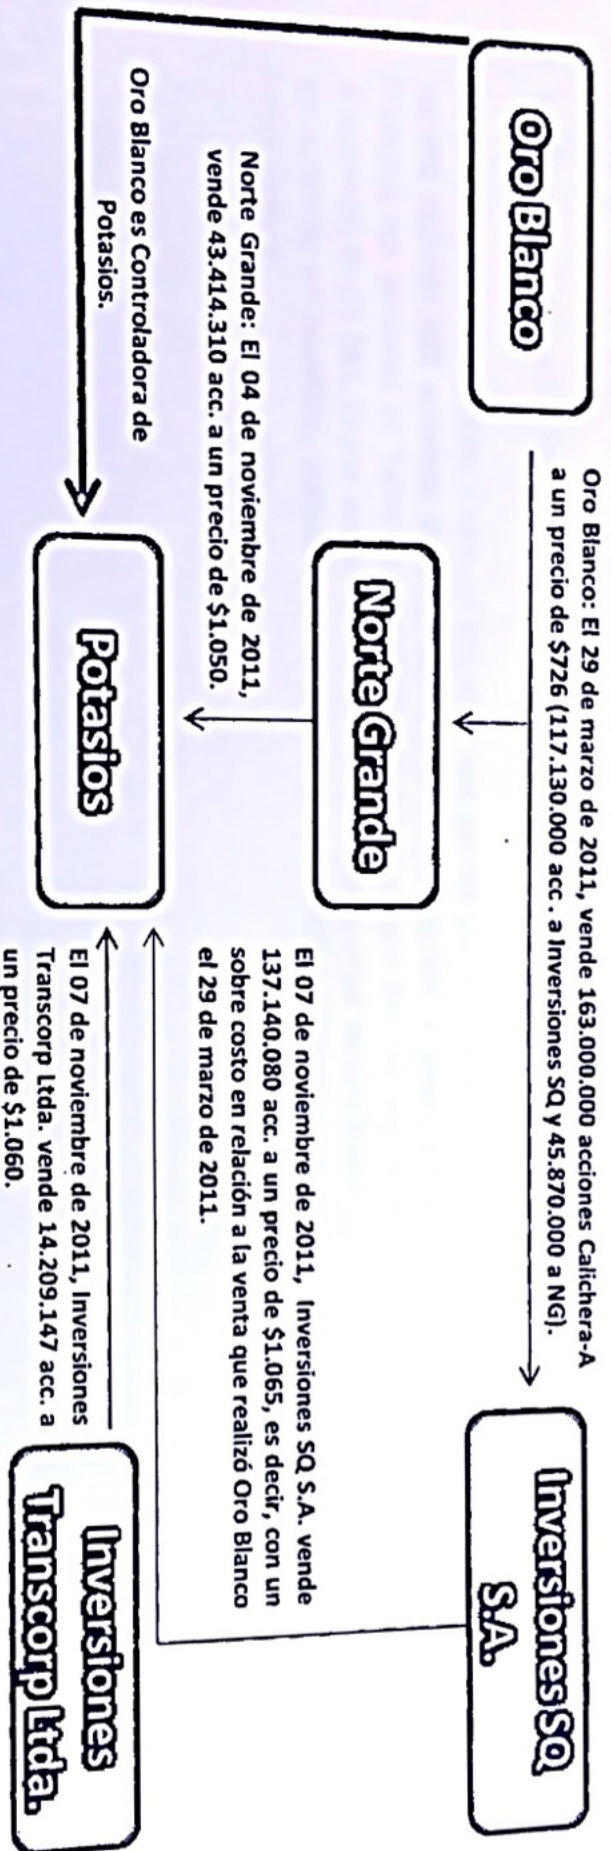 Oro Blanco: El 29 de marzo de 2011, vende 163.000.000 acciones Calichera-A
a un precio de $726 (117.130.000 acc . a Inversiones SQ y 45.870.000 a NG).
Oro Blanco
Inversiones SQ
S.A.
Norte Grande
Norte Grande: El 04 de noviembre de 2011,
vende 43.414.310 acc. a un precio de $1.050.
El 07 de noviembre de 2011, Inversiones SQ S.A. vende
137.140.080 acc. a un precio de $1.065, es decir, con un
sobre costo en relación a la venta que realizó Oro Blanco
el 29 de marzo de 2011.
Oro Blanco es Controladora de
Potasios.
Potasios
El 07 de noviembre de 2011, Inversiones
Transcorp Ltda. vende 14.209.147 acc. a
un precio de $1.060.
Inversiones
Transcorp Ltda.